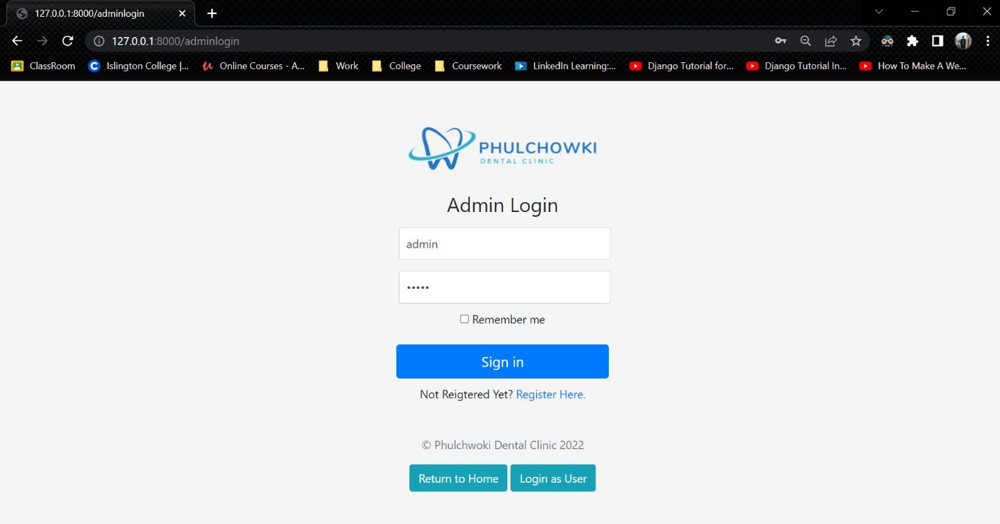 127.0.0.1:8000/adminlogin
127.0.0.1:8000/adminlogin
ClassRoom Islington College |... Online Courses - A... Work College Coursework LinkedIn Learning:... Django Tutorial for... Django Tutorial In... How To Make A We...
PHULCHOWKI
DENTAL CLINIC
Admin Login
admin
•••••
Remember me
Sign in
Not Reigtered Yet? Register Here.
© Phulchwoki Dental Clinic 2022
Return to Home Login as User